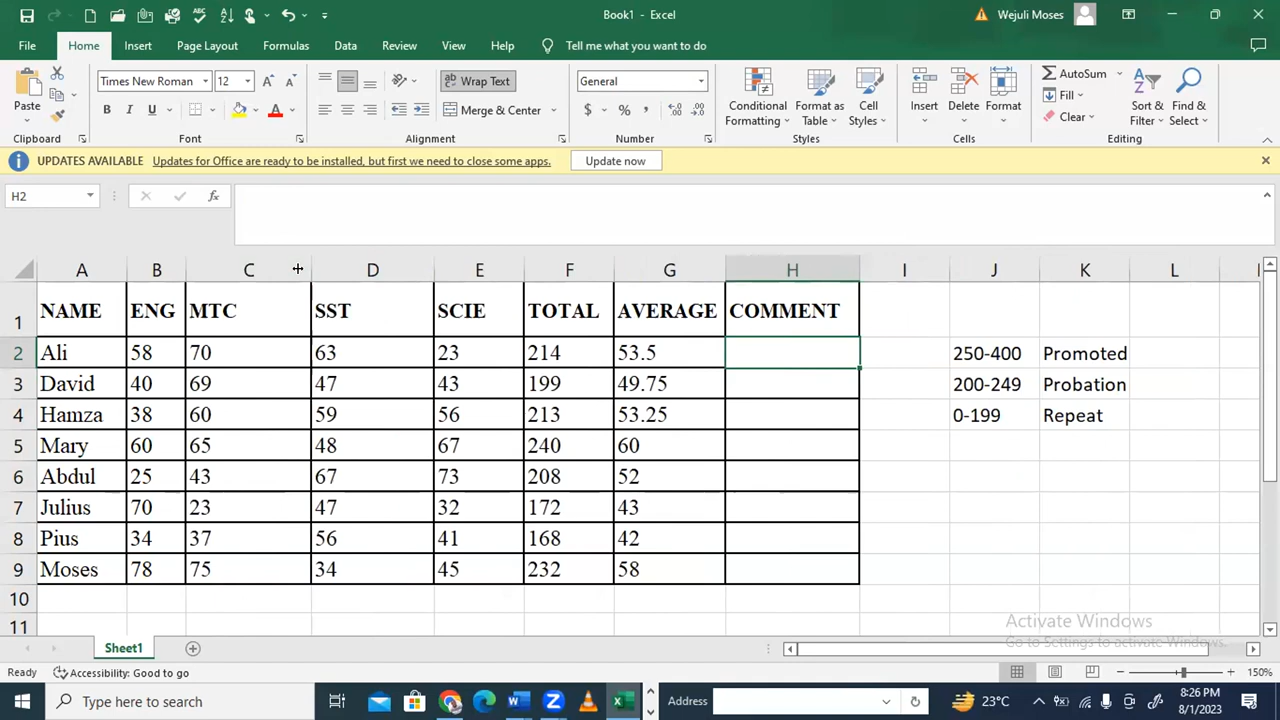 Book1 - Excel
Wejuli Moses
File Home Insert Page Layout Formulas Data Review View Help Tell me what you want to do
Paste
Clipboard
Times New Roman 12
B I U
Font
Wrap Text
Merge & Center
Alignment
General
$ % ,
Number
Conditional Formatting
Format as Table
Cell Styles
Styles
Insert
Delete
Format
Cells
AutoSum
Fill
Clear
Sort & Filter
Find & Select
Editing
UPDATES AVAILABLE Updates for Office are ready to be installed, but first we need to close some apps. Update now
H2 fx
A B C D E F G H I J K L
1 NAME ENG MTC SST SCIE TOTAL AVERAGE COMMENT
2 Ali 58 70 63 23 214 53.5 250-400 Promoted
3 David 40 69 47 43 199 49.75 200-249 Probation
4 Hamza 38 60 59 56 213 53.25 0-199 Repeat
5 Mary 60 65 48 67 240 60
6 Abdul 25 43 67 73 208 52
7 Julius 70 23 47 32 172 43
8 Pius 34 37 56 41 168 42
9 Moses 78 75 34 45 232 58
10
11
Activate Windows
Go to Settings to activate Windows.
Sheet1
Ready Accessibility: Good to go 150%
Type here to search
Address
23°C
8:26 PM
8/1/2023